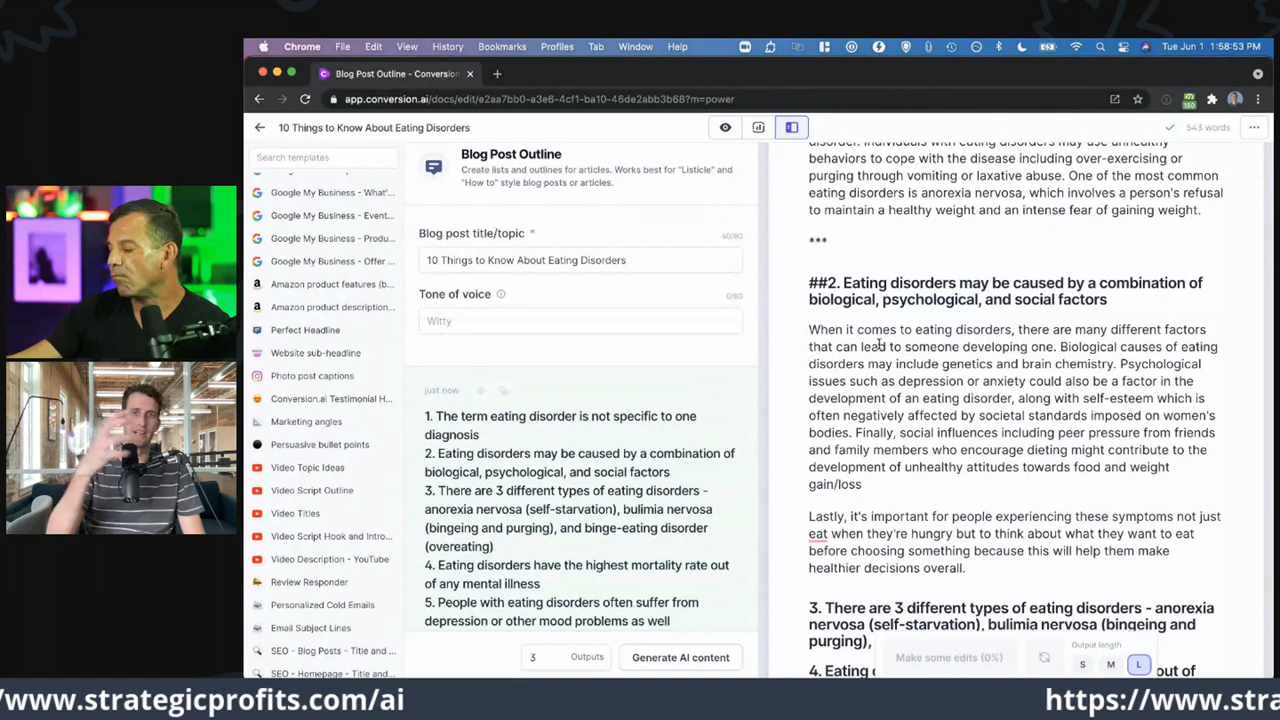 Chrome File Edit View History Bookmarks Profiles Tab Window Help
Tue Jun 1 1:58:53 PM
Blog Post Outline - Conversion
app.conversion.ai/docs/edit/e2aa7bb0-a3e6-4cf1-ba10-46de2abb3b68?m=power
150
10 Things to Know About Eating Disorders
543 words
Search templates
Google My Business - What'...
Google My Business - Event...
Google My Business - Produ...
Google My Business - Offer ...
Amazon product features (b...
Amazon product description...
Perfect Headline
Website sub-headline
Photo post captions
Conversion.ai Testimonial H...
Marketing angles
Persuasive bullet points
Video Topic Ideas
Video Script Outline
Video Titles
Video Script Hook and Intro...
Video Description - YouTube
Review Responder
Personalized Cold Emails
Email Subject Lines
SEO - Blog Posts - Title and ...
SEO - Homepage - Title and...
Blog Post Outline
Create lists and outlines for articles. Works best for "Listicle" and
"How to" style blog posts or articles.
Blog post title/topic *
40/80
10 Things to Know About Eating Disorders
Tone of voice
0/80
Witty
just now
1. The term eating disorder is not specific to one
diagnosis
2. Eating disorders may be caused by a combination of
biological, psychological, and social factors
3. There are 3 different types of eating disorders -
anorexia nervosa (self-starvation), bulimia nervosa
(bingeing and purging), and binge-eating disorder
(overeating)
4. Eating disorders have the highest mortality rate out
of any mental illness
5. People with eating disorders often suffer from
depression or other mood problems as well
3 Outputs
Generate AI content
disorder. Individuals with eating disorders may use unhealthy
behaviors to cope with the disease including over-exercising or
purging through vomiting or laxative abuse. One of the most common
eating disorders is anorexia nervosa, which involves a person's refusal
to maintain a healthy weight and an intense fear of gaining weight.
***
##2. Eating disorders may be caused by a combination of
biological, psychological, and social factors
When it comes to eating disorders, there are many different factors
that can lead to someone developing one. Biological causes of eating
disorders may include genetics and brain chemistry. Psychological
issues such as depression or anxiety could also be a factor in the
development of an eating disorder, along with self-esteem which is
often negatively affected by societal standards imposed on women's
bodies. Finally, social influences including peer pressure from friends
and family members who encourage dieting might contribute to the
development of unhealthy attitudes towards food and weight
gain/loss
Lastly, it's important for people experiencing these symptoms not just
eat when they're hungry but to think about what they want to eat
before choosing something because this will help them make
healthier decisions overall.
3. There are 3 different types of eating disorders - anorexia
nervosa (self-starvation), bulimia nervosa (bingeing and
purging),
4. Eating out of
Make some edits (0%)
Output length
S M L
/www.strategicprofits.com/ai
https://www.stra